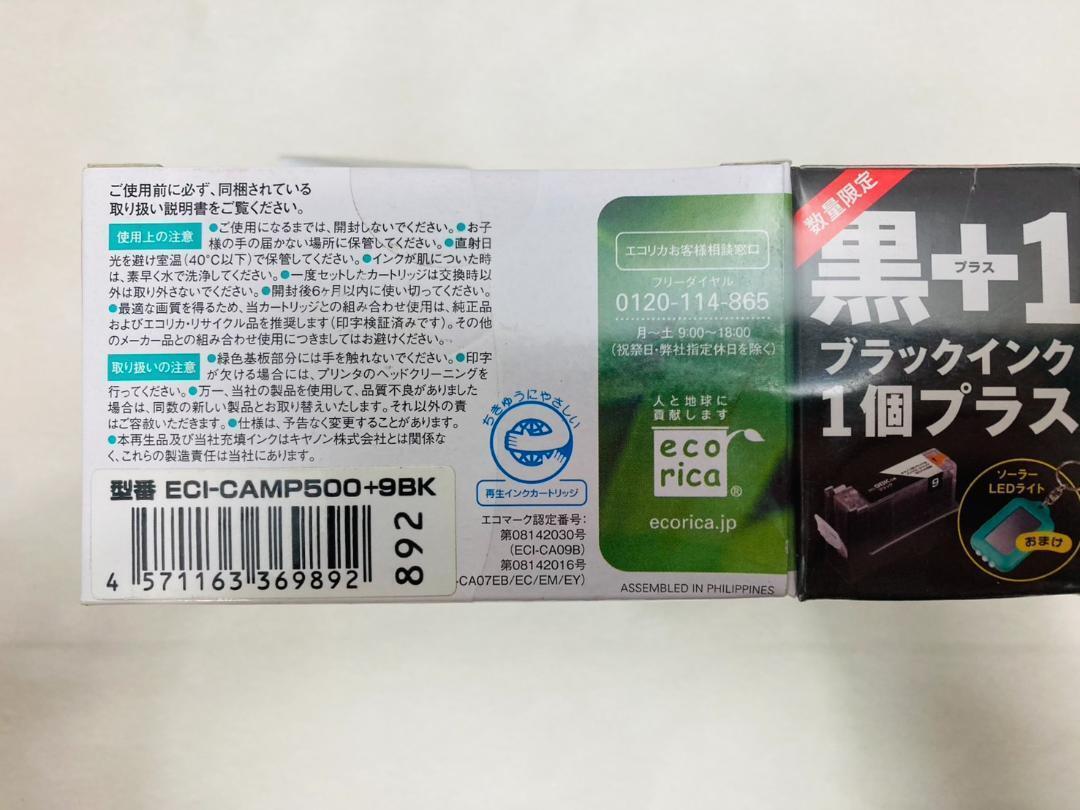 ご使用前に必ず、同梱されている
取り扱い説明書をご覧ください。
使用上の注意
●ご使用になるまでは、開封しないでください。●お子
様の手の届かない場所に保管してください。●直射日
光を避け室温(40℃以下)で保管してください。●インクが肌についた時
は、素早く水で洗浄してください。●一度セットしたカートリッジは交換時以
外は取り外さないでください。●開封後6ヶ月以内に使い切ってください。
●最適な画質を得るため、当カートリッジとの組み合わせ使用は、純正品
およびエコリカ・リサイクル品を推奨します(印字検証済みです)。その他
のメーカー品との組み合わせ使用につきましてはお避けください。
取り扱いの注意
●緑色基板部分には手を触れないでください。●印字
が欠ける場合には、プリンタのヘッドクリーニングを
行ってください。●万一、当社の製品を使用して、品質不良がありました
場合は、同数の新しい製品とお取り替えいたします。それ以外の責
はご容赦いただきます。●仕様は、予告なく変更することがあります。
●本再生品及び当社充填インクはキヤノン株式会社とは関係な
く、これらの製造責任は当社にあります。
型番 ECI-CAMP500+9BK
4 571163 369892
892
ちきゅうにやさしい
再生インクカートリッジ
エコマーク認定番号:
第08142030号
(ECI-CA09B)
第08142016号
-CA07EB/EC/EM/EY)
エコリカお客様相談窓口
フリーダイヤル
0120-114-865
月〜土 9:00〜18:00
(祝祭日・弊社指定休日を除く)
人と地球に
貢献します
eco
rica®
ecorica.jp
ASSEMBLED IN PHILIPPINES
数量限定
黒+1
プラス
ブラックインク
1個プラス
9
ソーラー
LEDライト
おまけ